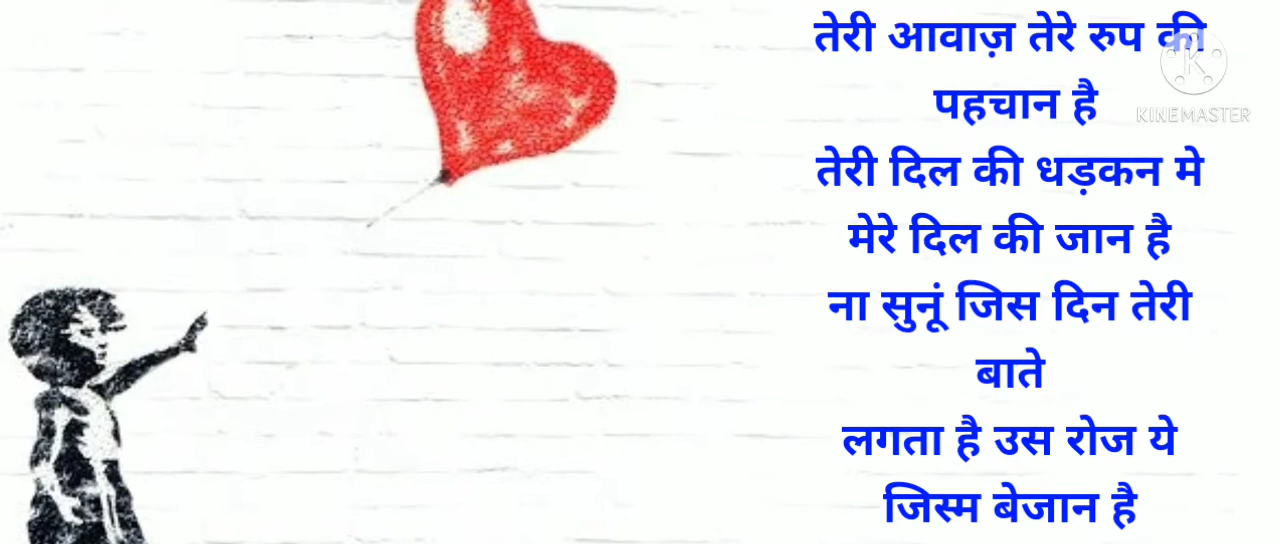 तेरी आवाज़ तेरे रुप की
पहचान है
तेरी दिल की धड़कन मे
मेरे दिल की जान है
ना सुनूं जिस दिन तेरी
बाते
लगता है उस रोज ये
जिस्म बेजान है
K
KINEMASTER